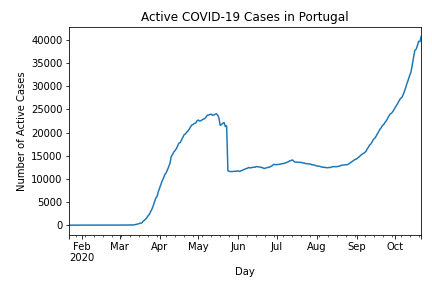 Active COVID-19 Cases in Portugal
Number of Active Cases
40000
35000
30000
25000
20000
15000
10000
5000
0
Feb Mar Apr May Jun Jul Aug Sep Oct
2020
Day